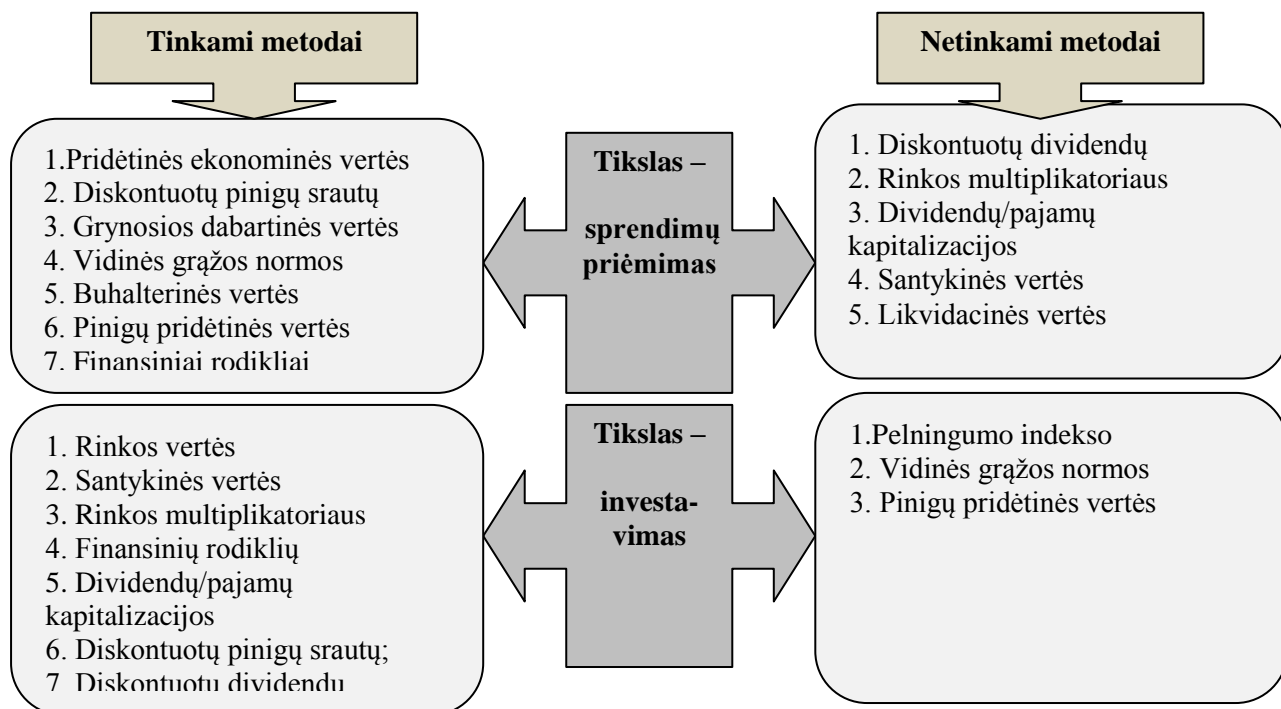 Tinkami metodai
Netinkami metodai
1.Pridėtinės ekonominės vertės
2. Diskontuotų pinigų srautų
3. Grynosios dabartinės vertės
4. Vidinės grąžos normos
5. Buhalterinės vertės
6. Pinigų pridėtinės vertės
7. Finansiniai rodikliai
Tikslas –
sprendimų
priėmimas
1. Diskontuotų dividendų
2. Rinkos multiplikatoriaus
3. Dividendų/pajamų
kapitalizacijos
4. Santykinės vertės
5. Likvidacinės vertės
1. Rinkos vertės
2. Santykinės vertės
3. Rinkos multiplikatoriaus
4. Finansinių rodiklių
5. Dividendų/pajamų
kapitalizacijos
6. Diskontuotų pinigų srautų;
7. Diskontuotų dividendų
Tikslas –
investa-
vimas
1.Pelningumo indekso
2. Vidinės grąžos normos
3. Pinigų pridėtinės vertės